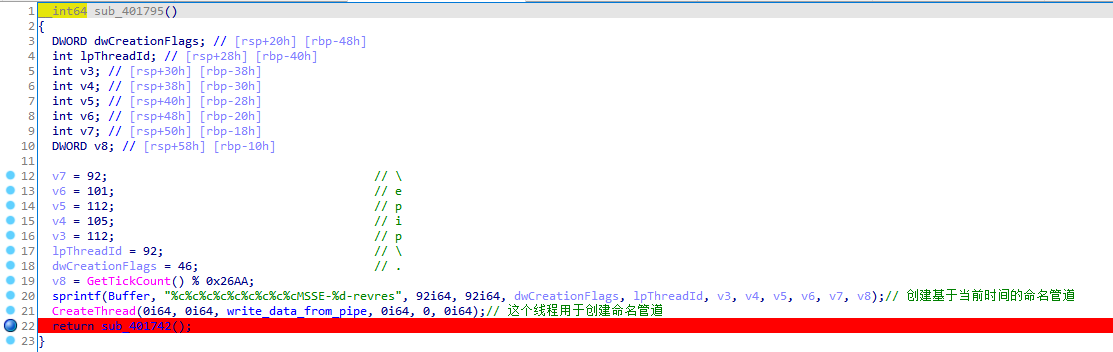 1 __int64 sub_401795()
2 {
3 DWORD dwCreationFlags; // [rsp+20h] [rbp-48h]
4 int lpThreadId; // [rsp+28h] [rbp-40h]
5 int v3; // [rsp+30h] [rbp-38h]
6 int v4; // [rsp+38h] [rbp-30h]
7 int v5; // [rsp+40h] [rbp-28h]
8 int v6; // [rsp+48h] [rbp-20h]
9 int v7; // [rsp+50h] [rbp-18h]
10 DWORD v8; // [rsp+58h] [rbp-10h]
11
12 v7 = 92; // \
13 v6 = 101; // e
14 v5 = 112; // p
15 v4 = 105; // i
16 v3 = 112; // p
17 lpThreadId = 92; // \
18 dwCreationFlags = 46; // .
19 v8 = GetTickCount() % 0x26AA;
20 sprintf(Buffer, "%c%c%c%c%c%c%c%c%cMSSE-%d-revres", 92i64, 92i64, dwCreationFlags, lpThreadId, v3, v4, v5, v6, v7, v8);// 创建基于当前时间的命名管道
21 CreateThread(0i64, 0i64, write_data_from_pipe, 0i64, 0, 0i64);// 这个线程用于创建命名管道
22 return sub_401742();
23 }